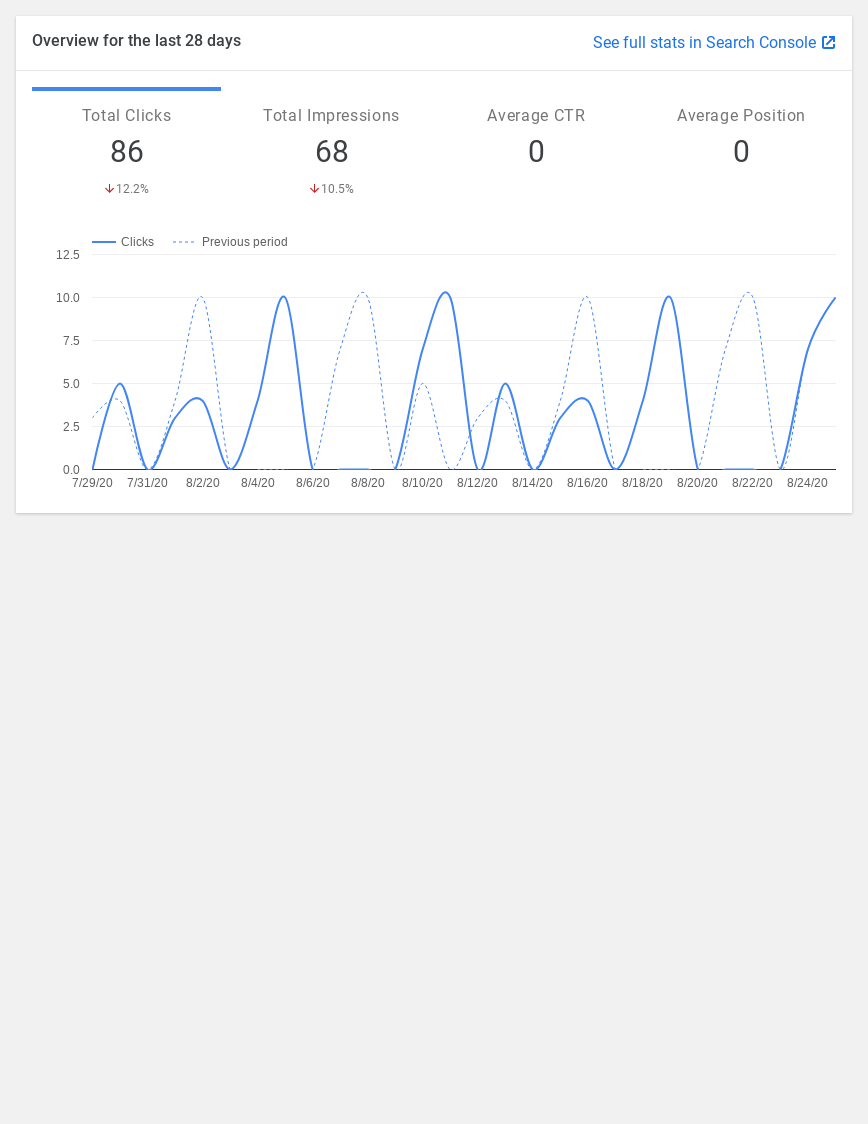 Overview for the last 28 days
See full stats in Search Console
Total Clicks
Total Impressions
Average CTR
Average Position
86
68
0
0
12.2%
10.5%
Clicks
Previous period
12.5
10.0
7.5
5.0
2.5
0.0
7/29/20 7/31/20 8/2/20 8/4/20 8/6/20 8/8/20 8/10/20 8/12/20 8/14/20 8/16/20 8/18/20 8/20/20 8/22/20 8/24/20